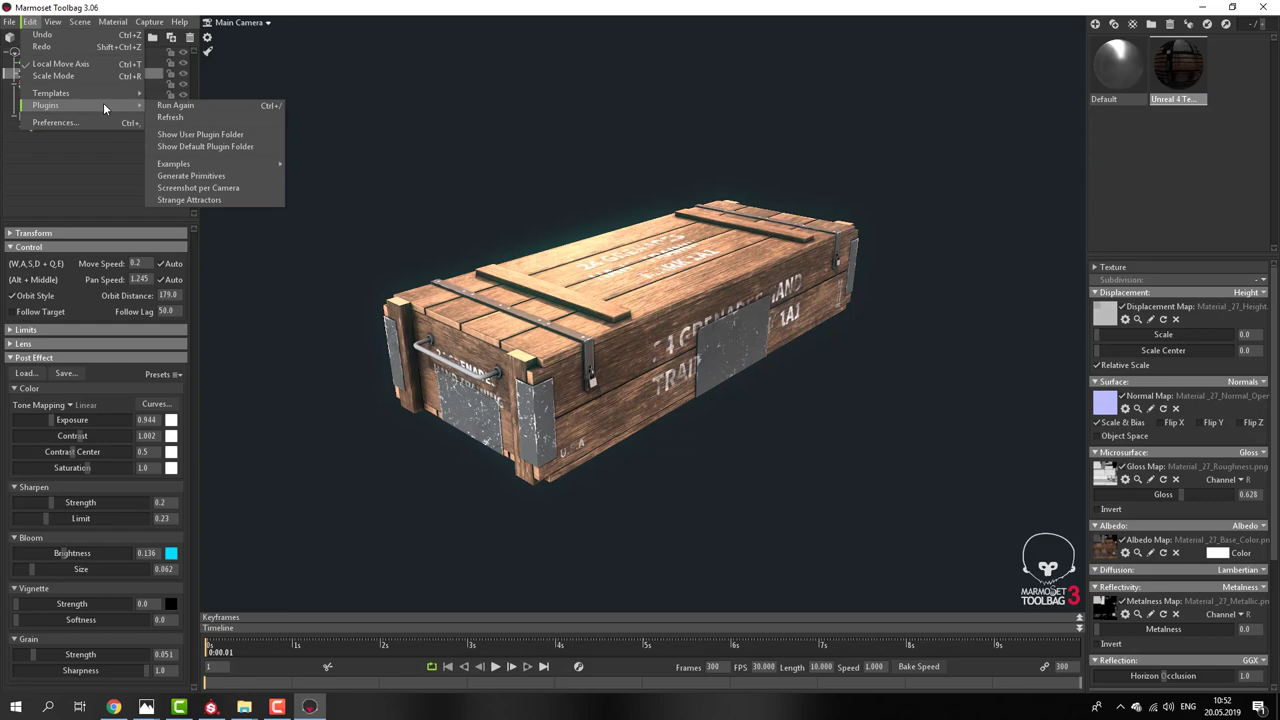 Marmoset Toolbag 3.06
File Edit View Scene Material Capture Help
Main Camera
- / +
Undo Ctrl+Z
Redo Shift+Ctrl+Z
Local Move Axis Ctrl+T
Scale Mode Ctrl+R
Templates
Plugins
Preferences... Ctrl+,
Run Again Ctrl+/
Refresh
Show User Plugin Folder
Show Default Plugin Folder
Examples
Generate Primitives
Screenshot per Camera
Strange Attractors
Transform
Control
(W,A,S,D + Q,E) Move Speed: 0.2 Auto
(Alt + Middle) Pan Speed: 1.245 Auto
Orbit Style Orbit Distance: 179.0
Follow Target Follow Lag 50.0
Limits
Lens
Post Effect
Load... Save... Presets
Color
Tone Mapping Linear Curves...
Exposure 0.944
Contrast 1.002
Contrast Center 0.5
Saturation 1.0
Sharpen
Strength 0.2
Limit 0.23
Bloom
Brightness 0.136
Size 0.062
Vignette
Strength 0.0
Softness 0.0
Grain
Strength 0.051
Sharpness 1.0
U.S.A
MARMOSET
TOOLBAG 3
Keyframes
Timeline
0s 1s 2s 3s 4s 5s 6s 7s 8s 9s
0:00.01
1 Frames 300 FPS 30.000 Length 10.000 Speed 1.000 Bake Speed 300
Default Unreal 4 Te...
Texture
Subdivision: -
Displacement: Height
Displacement Map: Material_27_Height.
Scale 0.0
Scale Center 0.0
Relative Scale
Surface: Normals
Normal Map: Material_27_Normal_Oper
Scale & Bias Flip X Flip Y Flip Z
Object Space
Microsurface: Gloss
Gloss Map: Material_27_Roughness.png
Channel R
Gloss 0.628
Invert
Albedo: Albedo
Albedo Map: Material_27_Base_Color.pn
Color
Diffusion: Lambertian
Reflectivity: Metalness
Metalness Map: Material_27_Metallic.pn
Channel R
Metalness 0.0
Invert
Reflection: GGX
Horizon Occlusion 1.0
10:52
20.05.2019